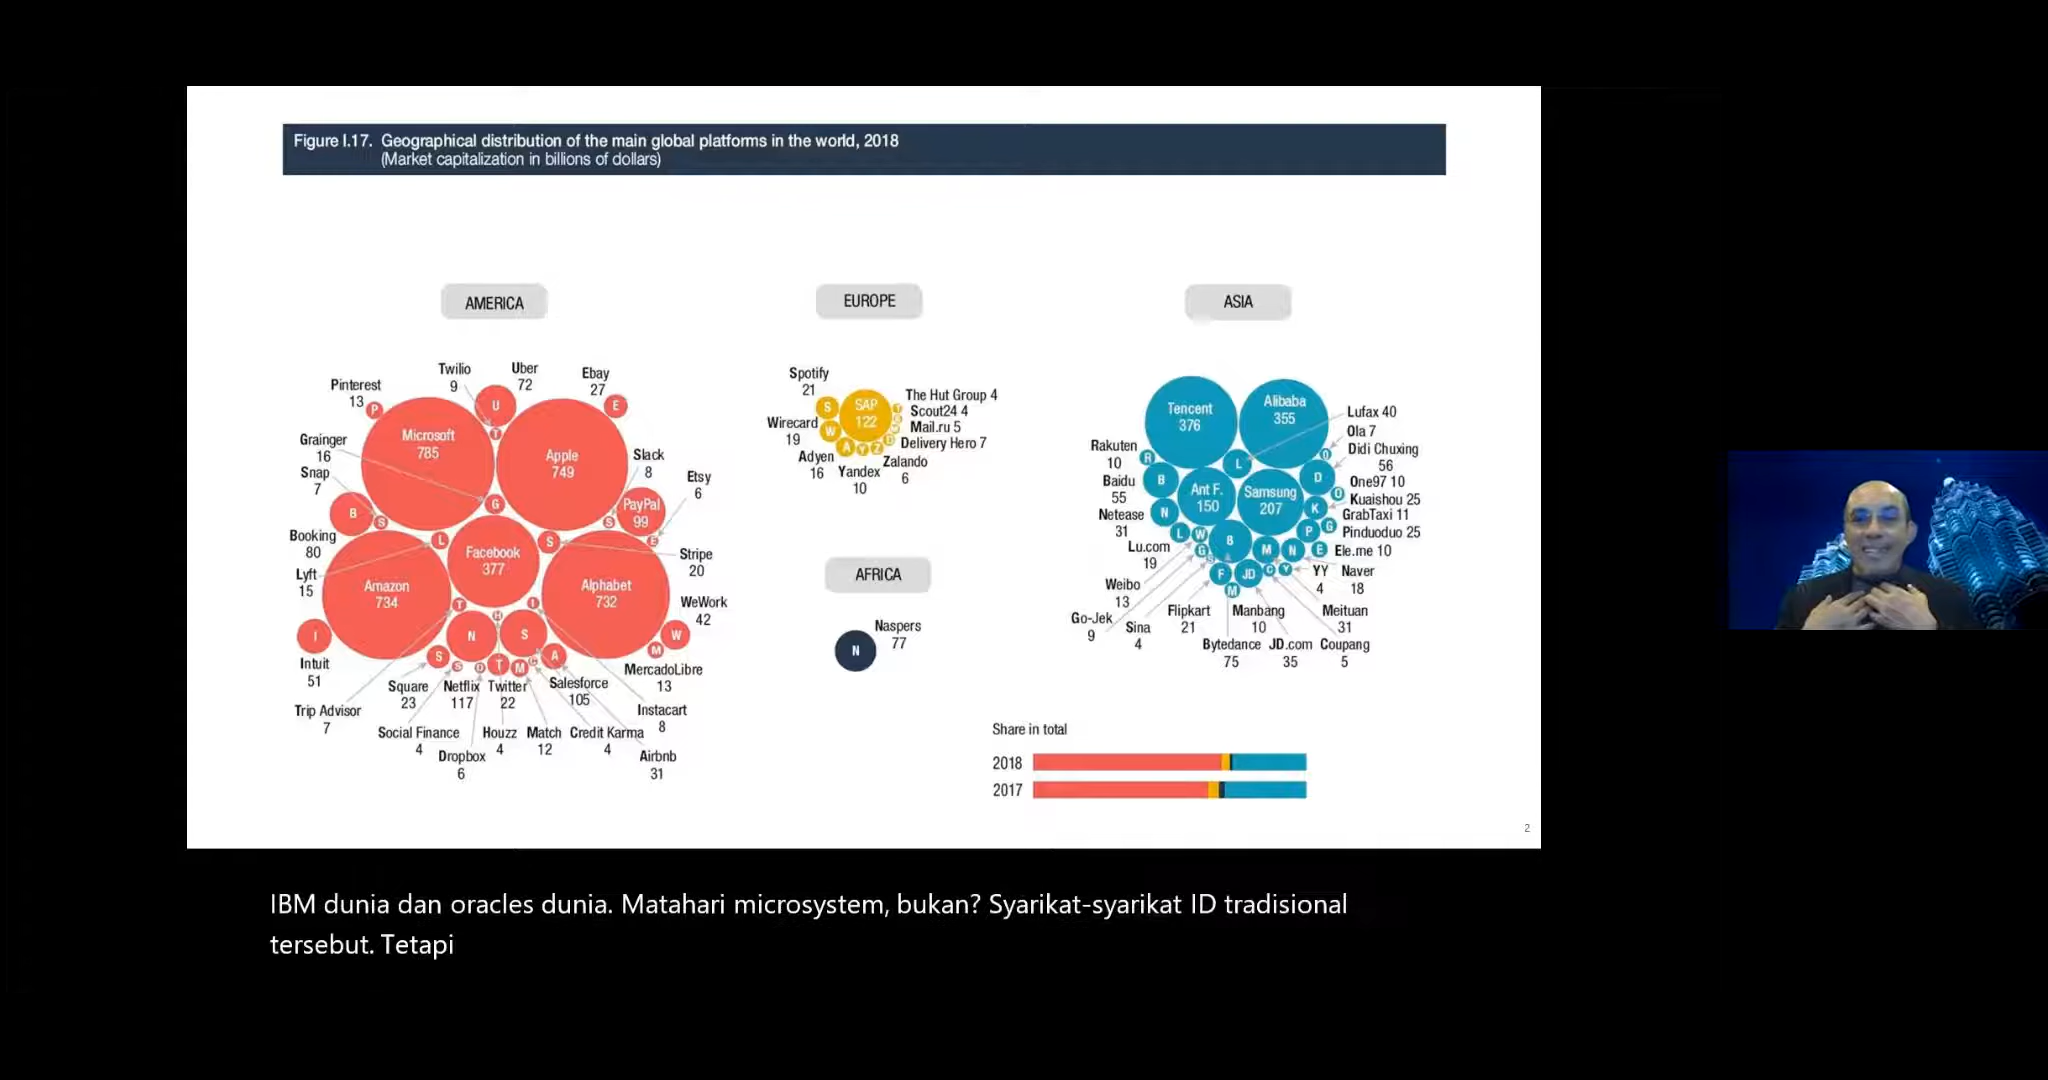 Figure I.17. Geographical distribution of the main global platforms in the world, 2018
(Market capitalization in billions of dollars)
AMERICA
EUROPE
ASIA
Twilio
9
Uber
72
Ebay
27
Pinterest
13
P
U
E
T
Microsoft
785
Apple
749
Grainger
16
Snap
7
Slack
8
Etsy
6
G
PayPal
99
B
S
S
E
Booking
80
L
Facebook
377
S
Stripe
20
Lyft
15
Amazon
734
Alphabet
732
WeWork
42
T
H
I
I
N
S
W
M
S
S
D
T
M
C
A
Intuit
51
MercadoLibre
13
Square
23
Netflix
117
Twitter
22
Salesforce
105
Trip Advisor
7
Instacart
8
Social Finance
4
Houzz
4
Match
12
Credit Karma
4
Dropbox
6
Airbnb
31
Spotify
21
SAP
122
The Hut Group 4
Scout24 4
Mail.ru 5
Delivery Hero 7
S
Wirecard
19
W
A
Y
Z
D
Adyen
16
Yandex
10
Zalando
6
AFRICA
Naspers
77
N
Tencent
376
Alibaba
355
Lufax 40
Ola 7
Didi Chuxing
56
One97 10
Kuaishou 25
GrabTaxi 11
Pinduoduo 25
Ele.me 10
Rakuten
10
R
L
O
Baidu
55
B
Ant F.
150
Samsung
207
D
O
K
Netease
31
N
L
W
G
B
P
G
M
N
E
Lu.com
19
F
JD
C
Y
M
YY
4
Naver
18
Weibo
13
Go-Jek
9
Sina
4
Flipkart
21
Manbang
10
Meituan
31
Bytedance
75
JD.com
35
Coupang
5
Share in total
2018
2017
2
IBM dunia dan oracles dunia. Matahari microsystem, bukan? Syarikat-syarikat ID tradisional
tersebut. Tetapi